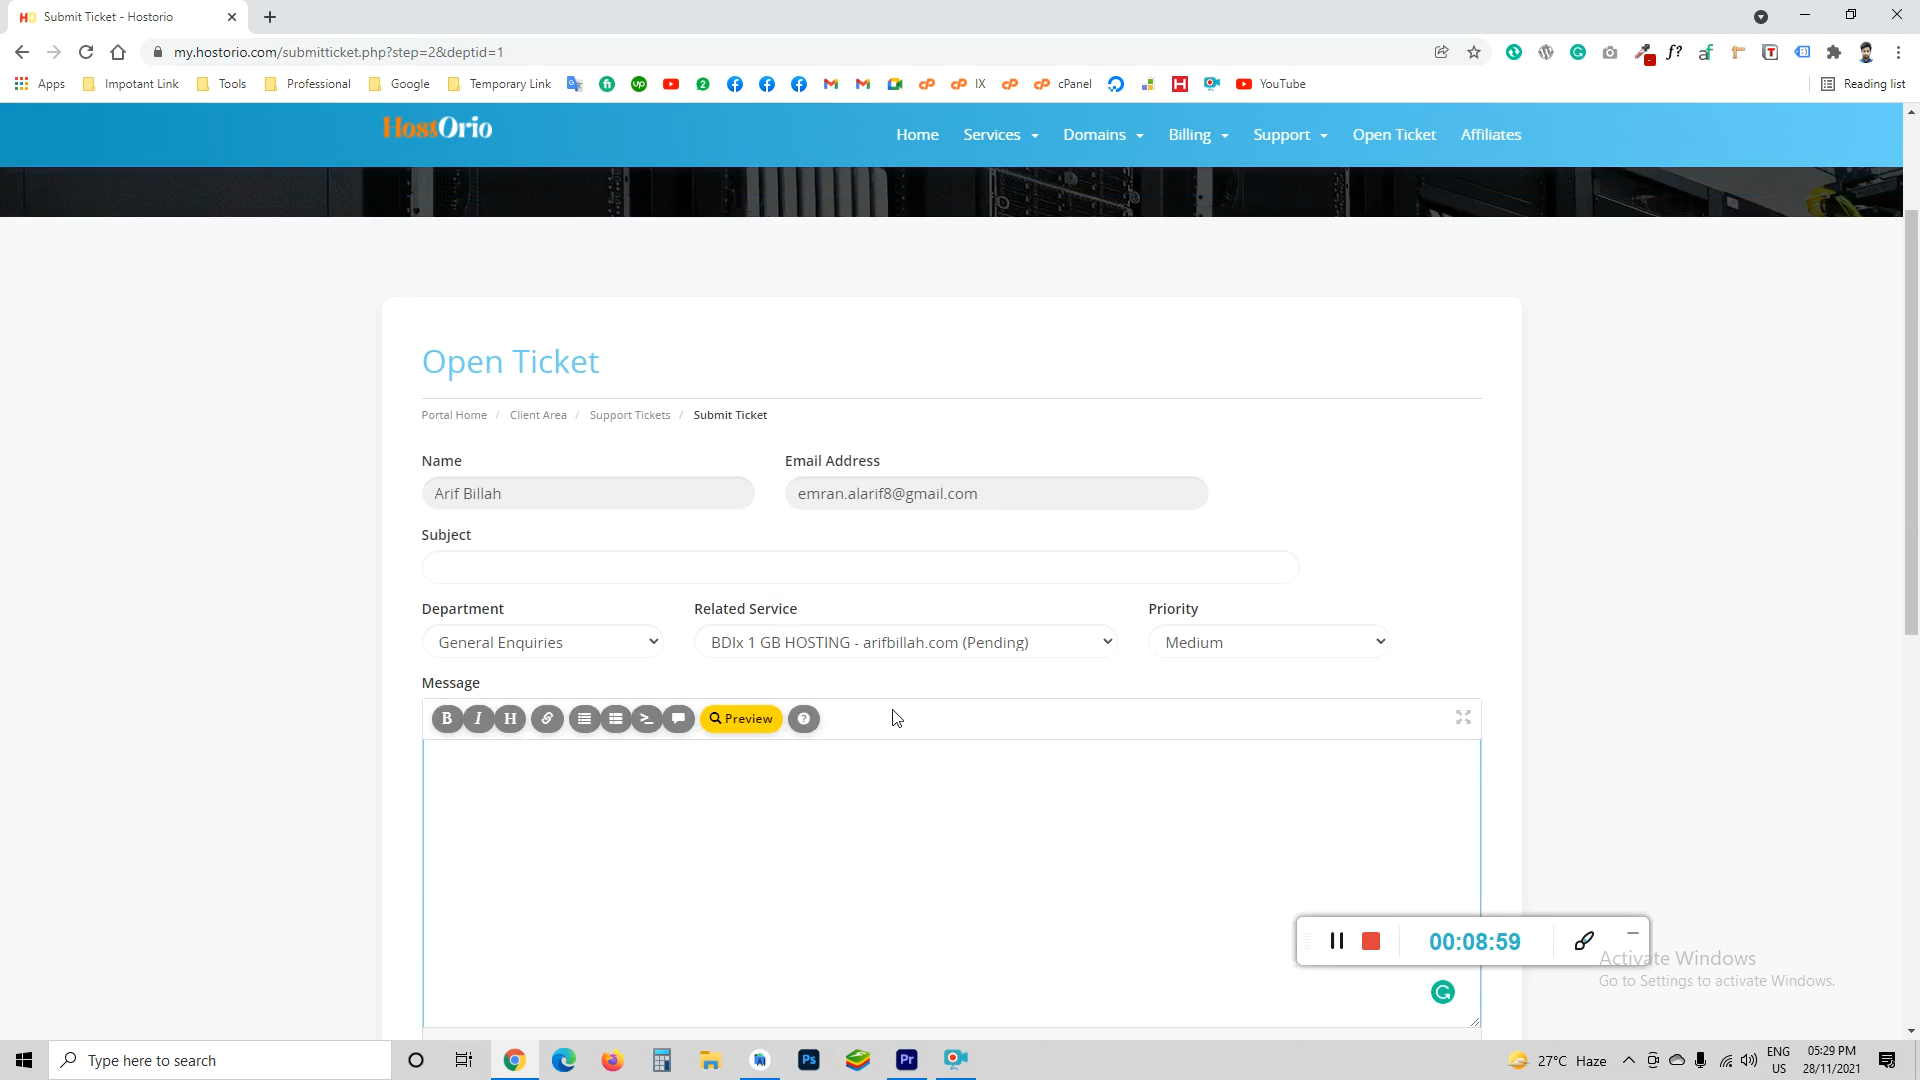 Submit Ticket - Hostorio
my.hostorio.com/submitticket.php?step=2&deptid=1
Apps Impotant Link Tools Professional Google Temporary Link IX cPanel YouTube Reading list
HostOrio
Home Services Domains Billing Support Open Ticket Affiliates
Open Ticket
Portal Home / Client Area / Support Tickets / Submit Ticket
Name Email Address
Arif Billah emran.alarif8@gmail.com
Subject
Department Related Service Priority
General Enquiries BDIx 1 GB HOSTING - arifbillah.com (Pending) Medium
Message
B I H Preview
00:08:59
Activate Windows
Go to Settings to activate Windows.
Type here to search
Ps Pr
27°C Haze
ENG
US
05:29 PM
28/11/2021